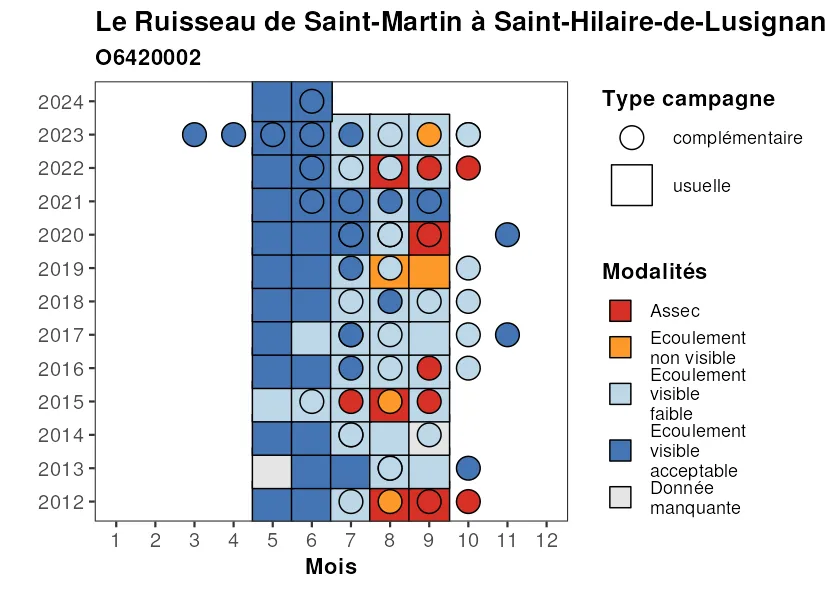 Le Ruisseau de Saint-Martin à Saint-Hilaire-de-Lusignan
O6420002
2024
2023
2022
2021
2020
2019
2018
2017
2016
2015
2014
2013
2012
1 2 3 4 5 6 7 8 9 10 11 12
Mois
Type campagne
complémentaire
usuelle
Modalités
Assec
Ecoulement
non visible
Ecoulement
visible
faible
Ecoulement
visible
acceptable
Donnée
manquante